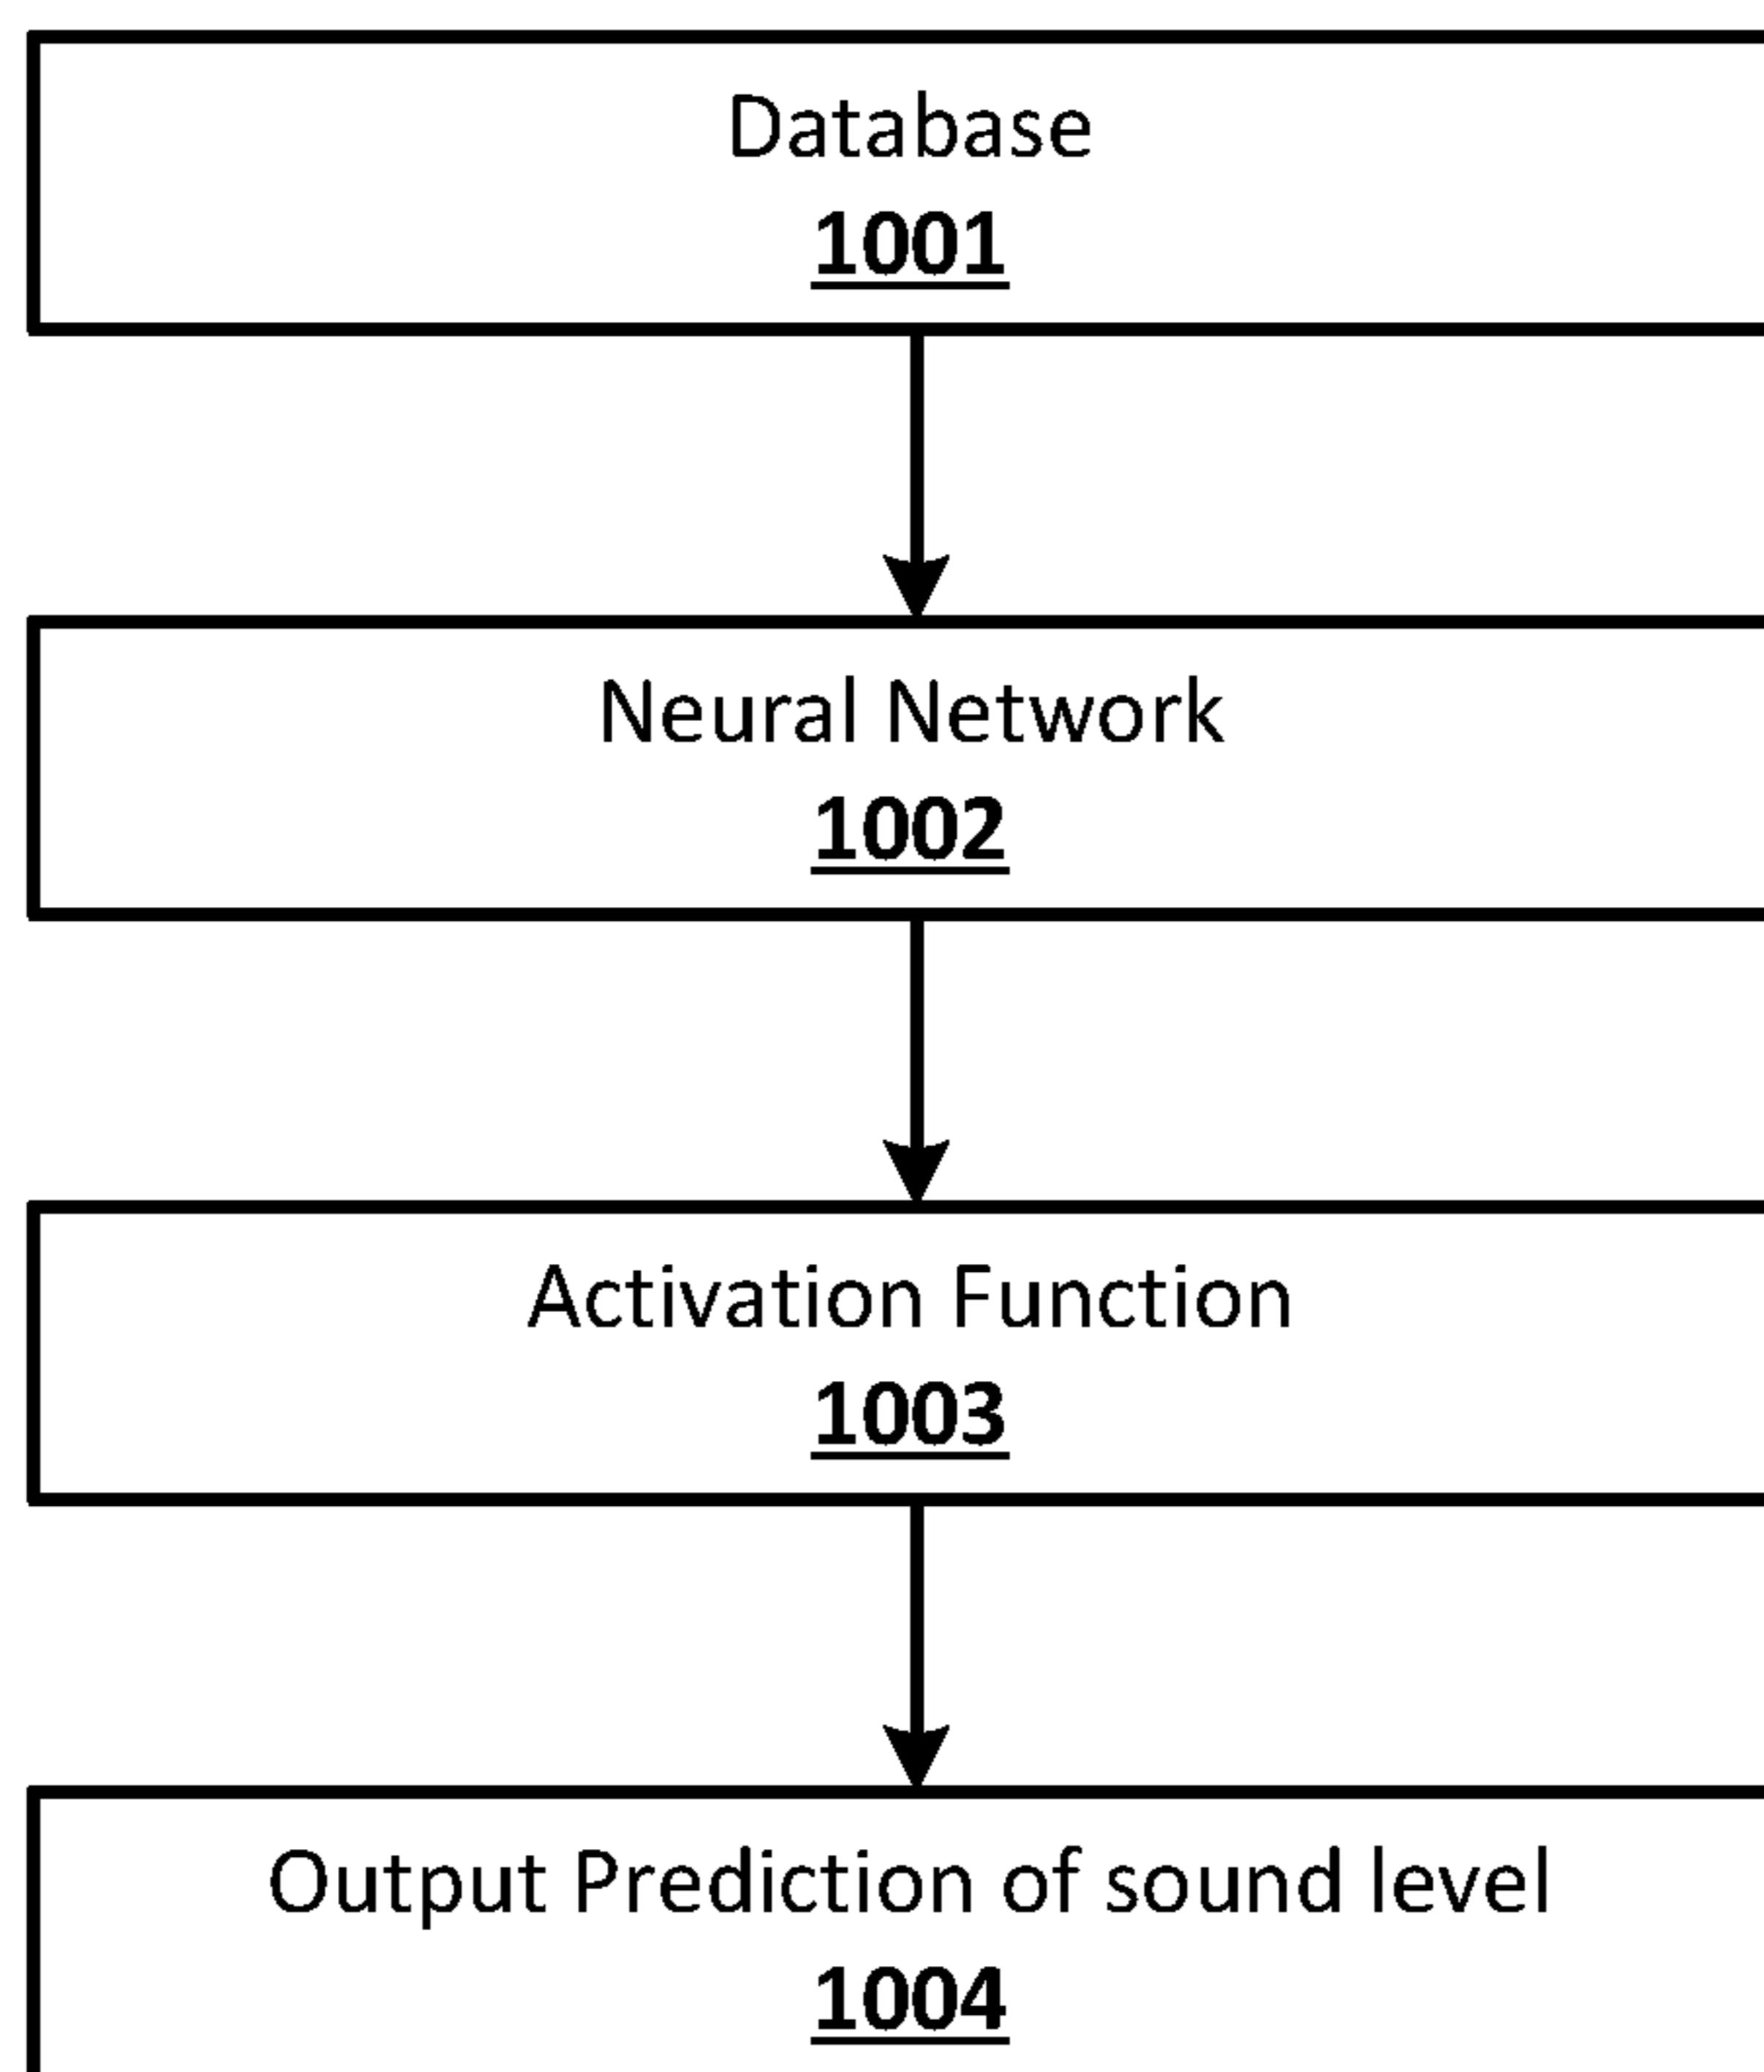 Database
1001
Neural Network
1002
Activation Function
1003
Output Prediction of sound level
1004